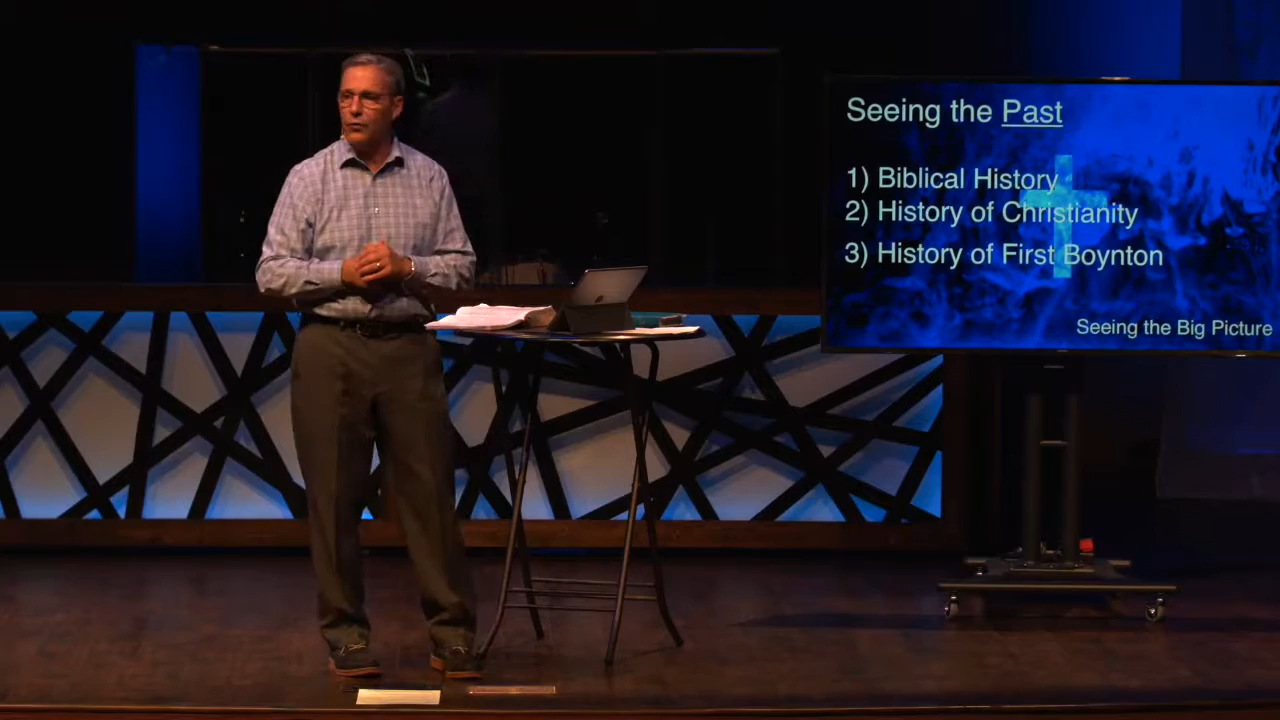 Seeing the Past
1) Biblical History
2) History of Christianity
3) History of First Boynton
Seeing the Big Picture